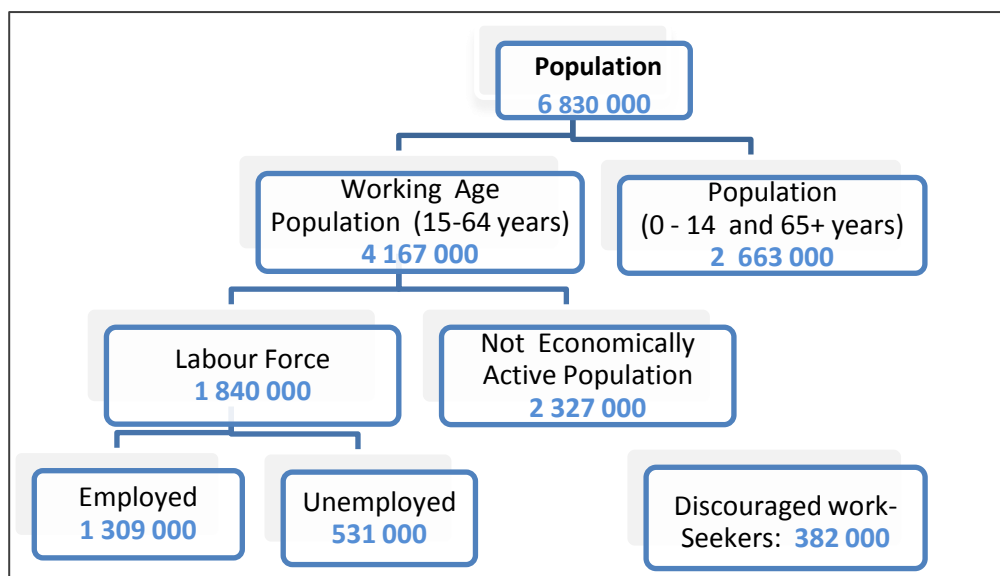 Population
6 830 000
Working Age
Population (15-64 years)
4 167 000
Population
(0 - 14 and 65+ years)
2 663 000
Labour Force
1 840 000
Not Economically
Active Population
2 327 000
Employed
1 309 000
Unemployed
531 000
Discouraged work-
Seekers: 382 000